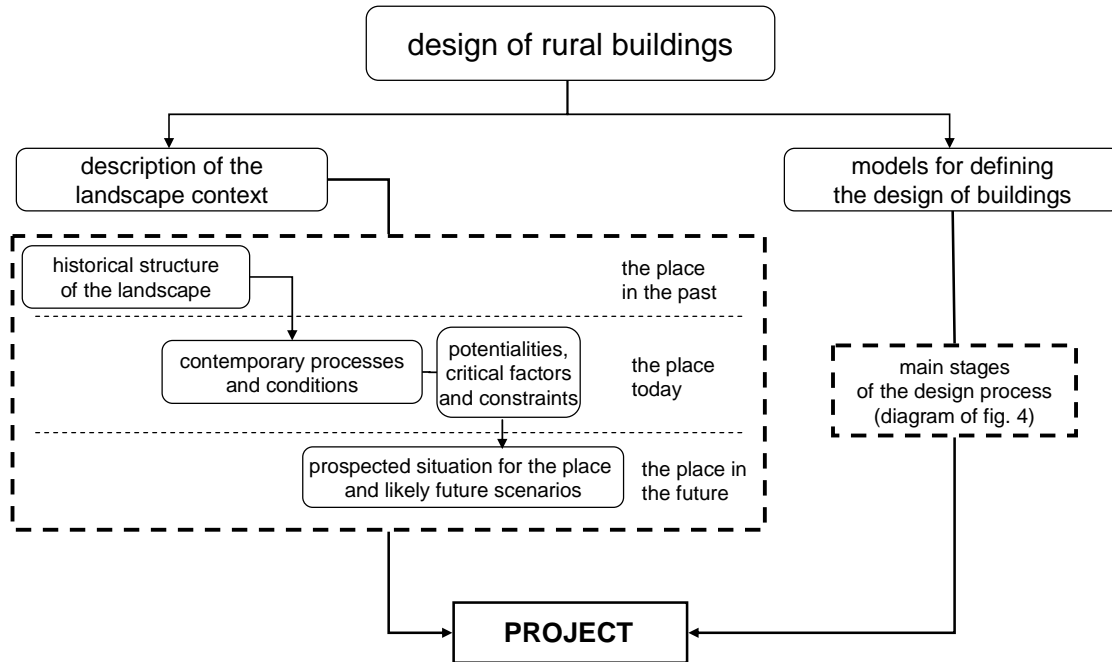 design of rural buildings
description of the
landscape context
models for defining
the design of buildings
historical structure
of the landscape
the place
in the past
contemporary processes
and conditions
potentialities,
critical factors
and constraints
the place
today
main stages
of the design process
(diagram of fig. 4)
prospected situation for the place
and likely future scenarios
the place in
the future
PROJECT